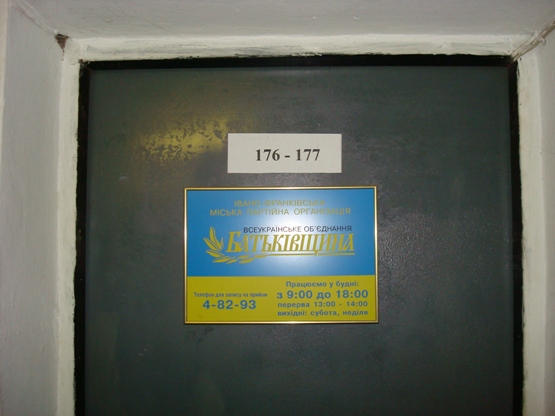 176 - 177
ІВАНО-ФРАНКІВСЬКА
МІСЬКА ПАРТІЙНА ОРГАНІЗАЦІЯ
ВСЕУКРАЇНСЬКЕ ОБ'ЄДНАННЯ
БАТЬКІВЩИНА
Працюємо у будні:
з 9:00 до 18:00
перерва 13:00 - 14:00
вихідні: субота, неділя
Телефон для запису на прийом
4-82-93